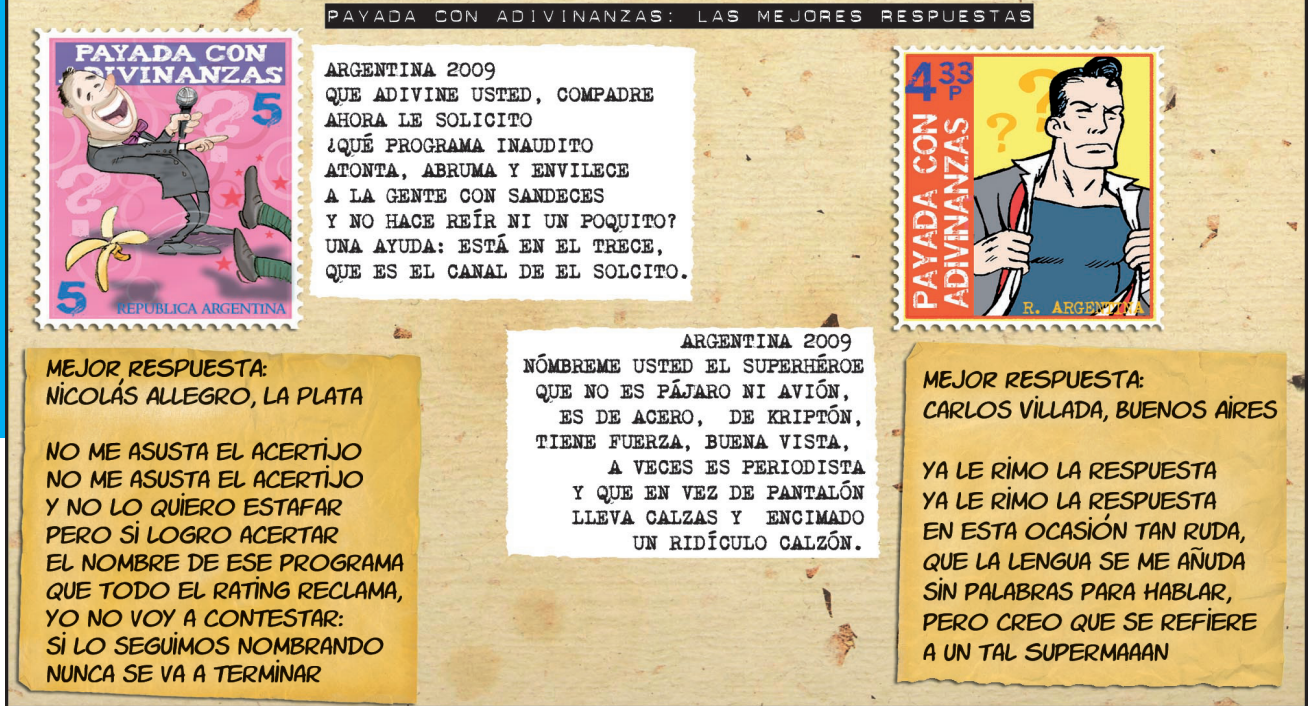 PAYADA CON ADIVINANZAS: LAS MEJORES RESPUESTAS
PAYADA CON
ADIVINANZAS
5
5
REPUBLICA ARGENTINA
ARGENTINA 2009
QUE ADIVINE USTED, COMPADRE
AHORA LE SOLICITO
¿QUÉ PROGRAMA INAUDITO
ATONTA, ABRUMA Y ENVILECE
A LA GENTE CON SANDECES
Y NO HACE REÍR NI UN POQUITO?
UNA AYUDA: ESTÁ EN EL TRECE,
QUE ES EL CANAL DE EL SOLCITO.
MEJOR RESPUESTA:
NICOLÁS ALLEGRO, LA PLATA
NO ME ASUSTA EL ACERTIJO
NO ME ASUSTA EL ACERTIJO
Y NO LO QUIERO ESTAFAR
PERO SI LOGRO ACERTAR
EL NOMBRE DE ESE PROGRAMA
QUE TODO EL RATING RECLAMA,
YO NO VOY A CONTESTAR:
SI LO SEGUIMOS NOMBRANDO
NUNCA SE VA A TERMINAR
ARGENTINA 2009
NÓMBREME USTED EL SUPERHÉROE
QUE NO ES PÁJARO NI AVIÓN,
ES DE ACERO, DE KRIPTÓN,
TIENE FUERZA, BUENA VISTA,
A VECES ES PERIODISTA
Y QUE EN VEZ DE PANTALÓN
LLEVA CALZAS Y ENCIMADO
UN RIDÍCULO CALZÓN.
4 33
P
PAYADA CON
ADIVINANZAS
R. ARGENTINA
MEJOR RESPUESTA:
CARLOS VILLADA, BUENOS AIRES
YA LE RIMO LA RESPUESTA
YA LE RIMO LA RESPUESTA
EN ESTA OCASIÓN TAN RUDA,
QUE LA LENGUA SE ME AÑUDA
SIN PALABRAS PARA HABLAR,
PERO CREO QUE SE REFIERE
A UN TAL SUPERMAAAN